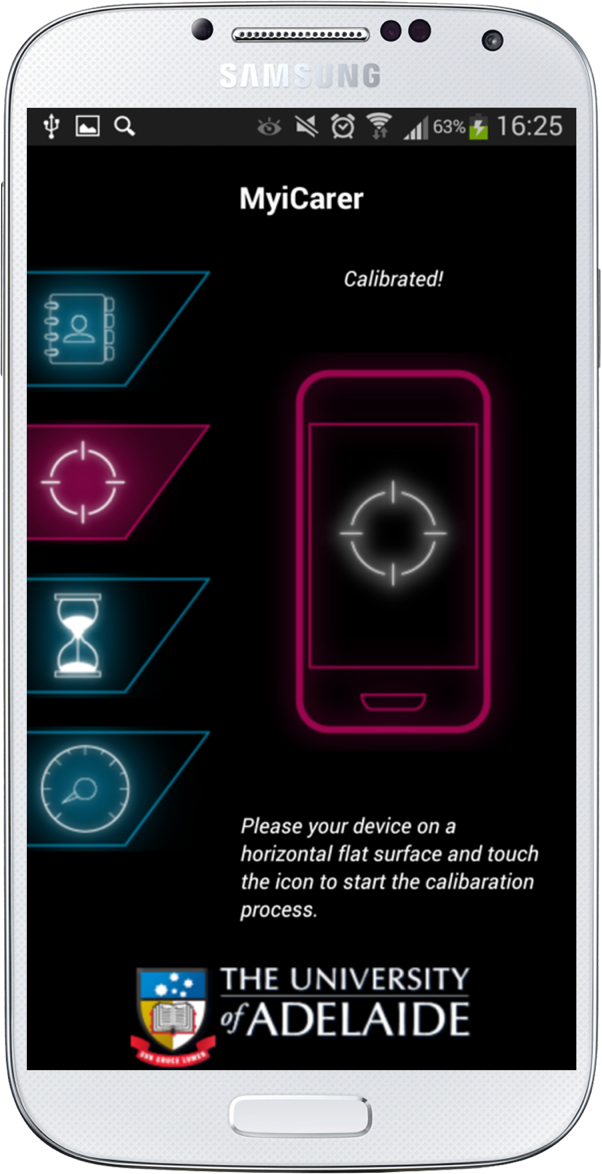 SAMSUNG
63% 16:25
MyiCarer
Calibrated!
Please your device on a
horizontal flat surface and touch
the icon to start the calibaration
process.
THE UNIVERSITY
of ADELAIDE
SUB CRUCE LUMEN